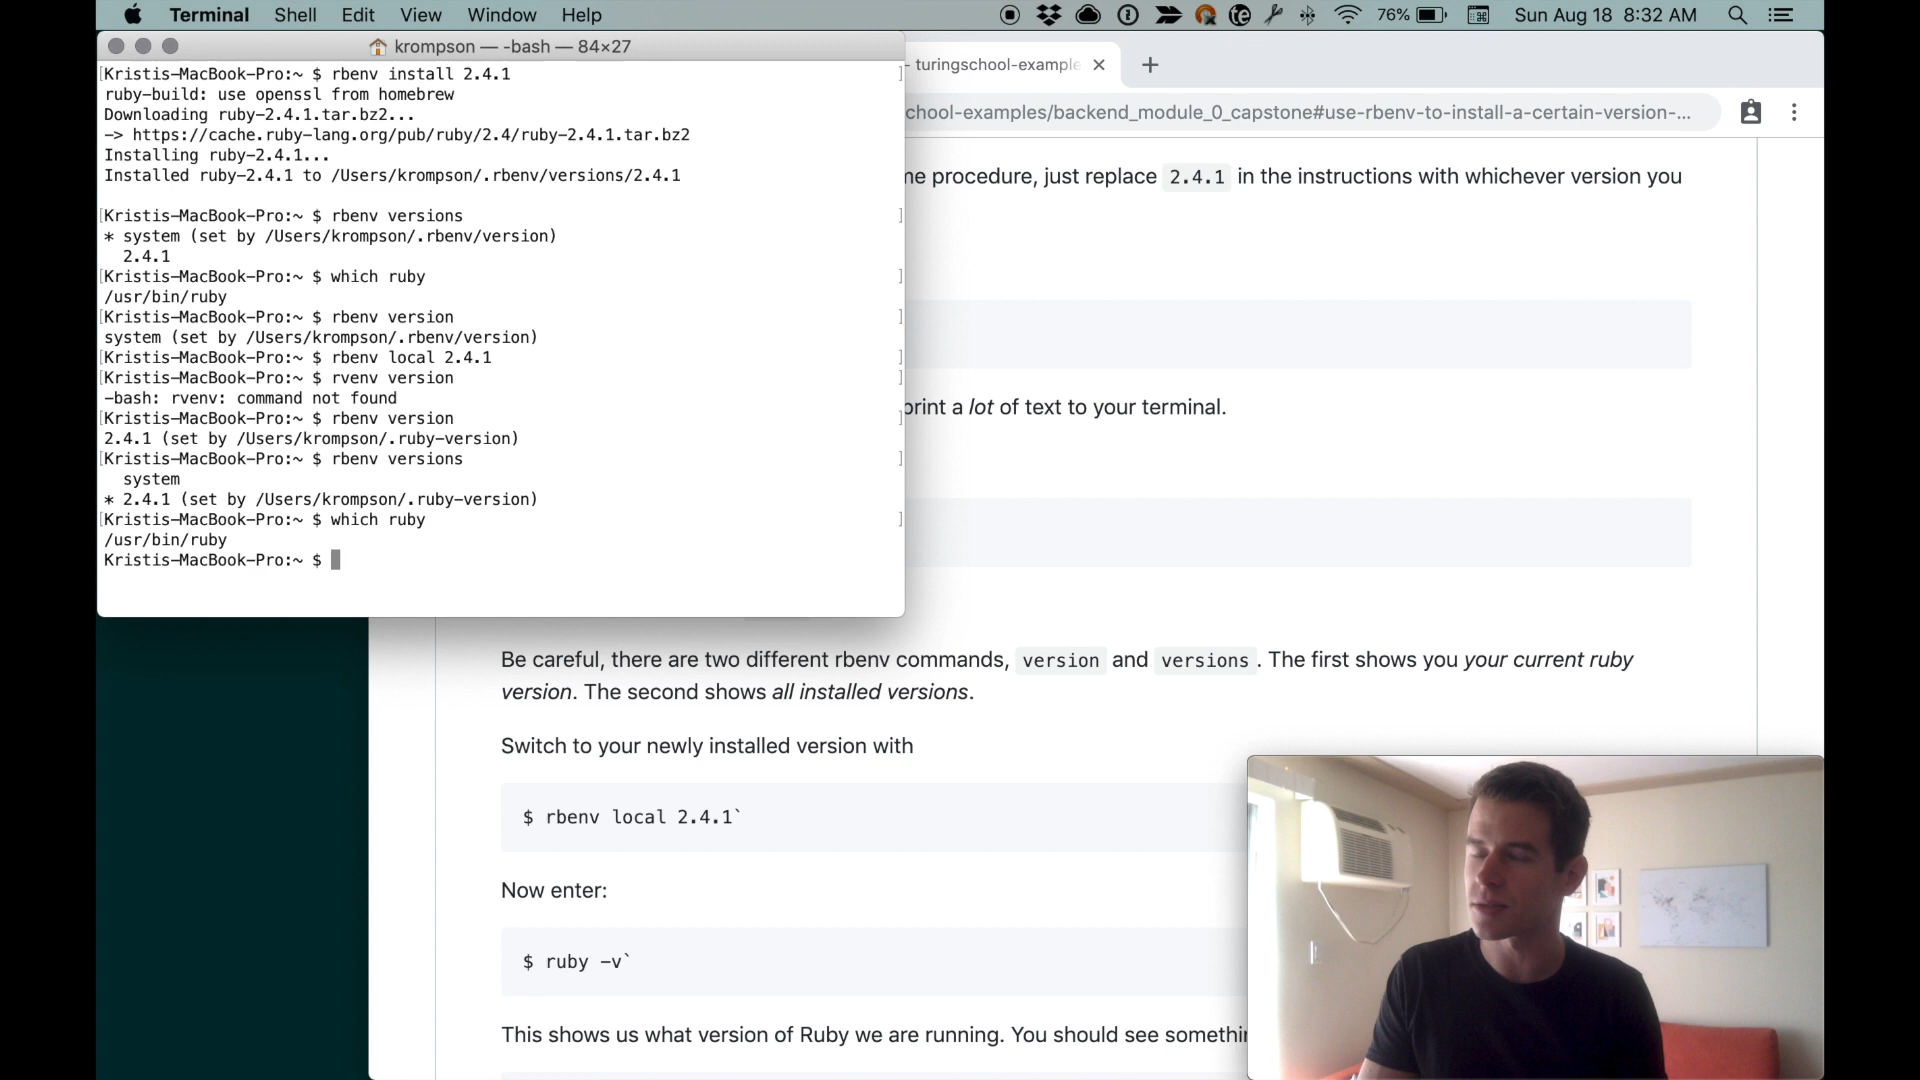 Terminal Shell Edit View Window Help 76% Sun Aug 18 8:32 AM
krompson — -bash — 84×27
Kristis-MacBook-Pro:~ $ rbenv install 2.4.1
ruby-build: use openssl from homebrew
Downloading ruby-2.4.1.tar.bz2...
-> https://cache.ruby-lang.org/pub/ruby/2.4/ruby-2.4.1.tar.bz2
Installing ruby-2.4.1...
Installed ruby-2.4.1 to /Users/krompson/.rbenv/versions/2.4.1
Kristis-MacBook-Pro:~ $ rbenv versions
* system (set by /Users/krompson/.rbenv/version)
2.4.1
Kristis-MacBook-Pro:~ $ which ruby
/usr/bin/ruby
Kristis-MacBook-Pro:~ $ rbenv version
system (set by /Users/krompson/.rbenv/version)
Kristis-MacBook-Pro:~ $ rbenv local 2.4.1
Kristis-MacBook-Pro:~ $ rvenv version
-bash: rvenv: command not found
Kristis-MacBook-Pro:~ $ rbenv version
2.4.1 (set by /Users/krompson/.ruby-version)
Kristis-MacBook-Pro:~ $ rbenv versions
system
* 2.4.1 (set by /Users/krompson/.ruby-version)
Kristis-MacBook-Pro:~ $ which ruby
/usr/bin/ruby
Kristis-MacBook-Pro:~ $
- turingschool-example
chool-examples/backend_module_0_capstone#use-rbenv-to-install-a-certain-version-...
ne procedure, just replace 2.4.1 in the instructions with whichever version you
print a lot of text to your terminal.
Be careful, there are two different rbenv commands, version and versions. The first shows you your current ruby
version. The second shows all installed versions.
Switch to your newly installed version with
$ rbenv local 2.4.1`
Now enter:
$ ruby -v`
This shows us what version of Ruby we are running. You should see somethin